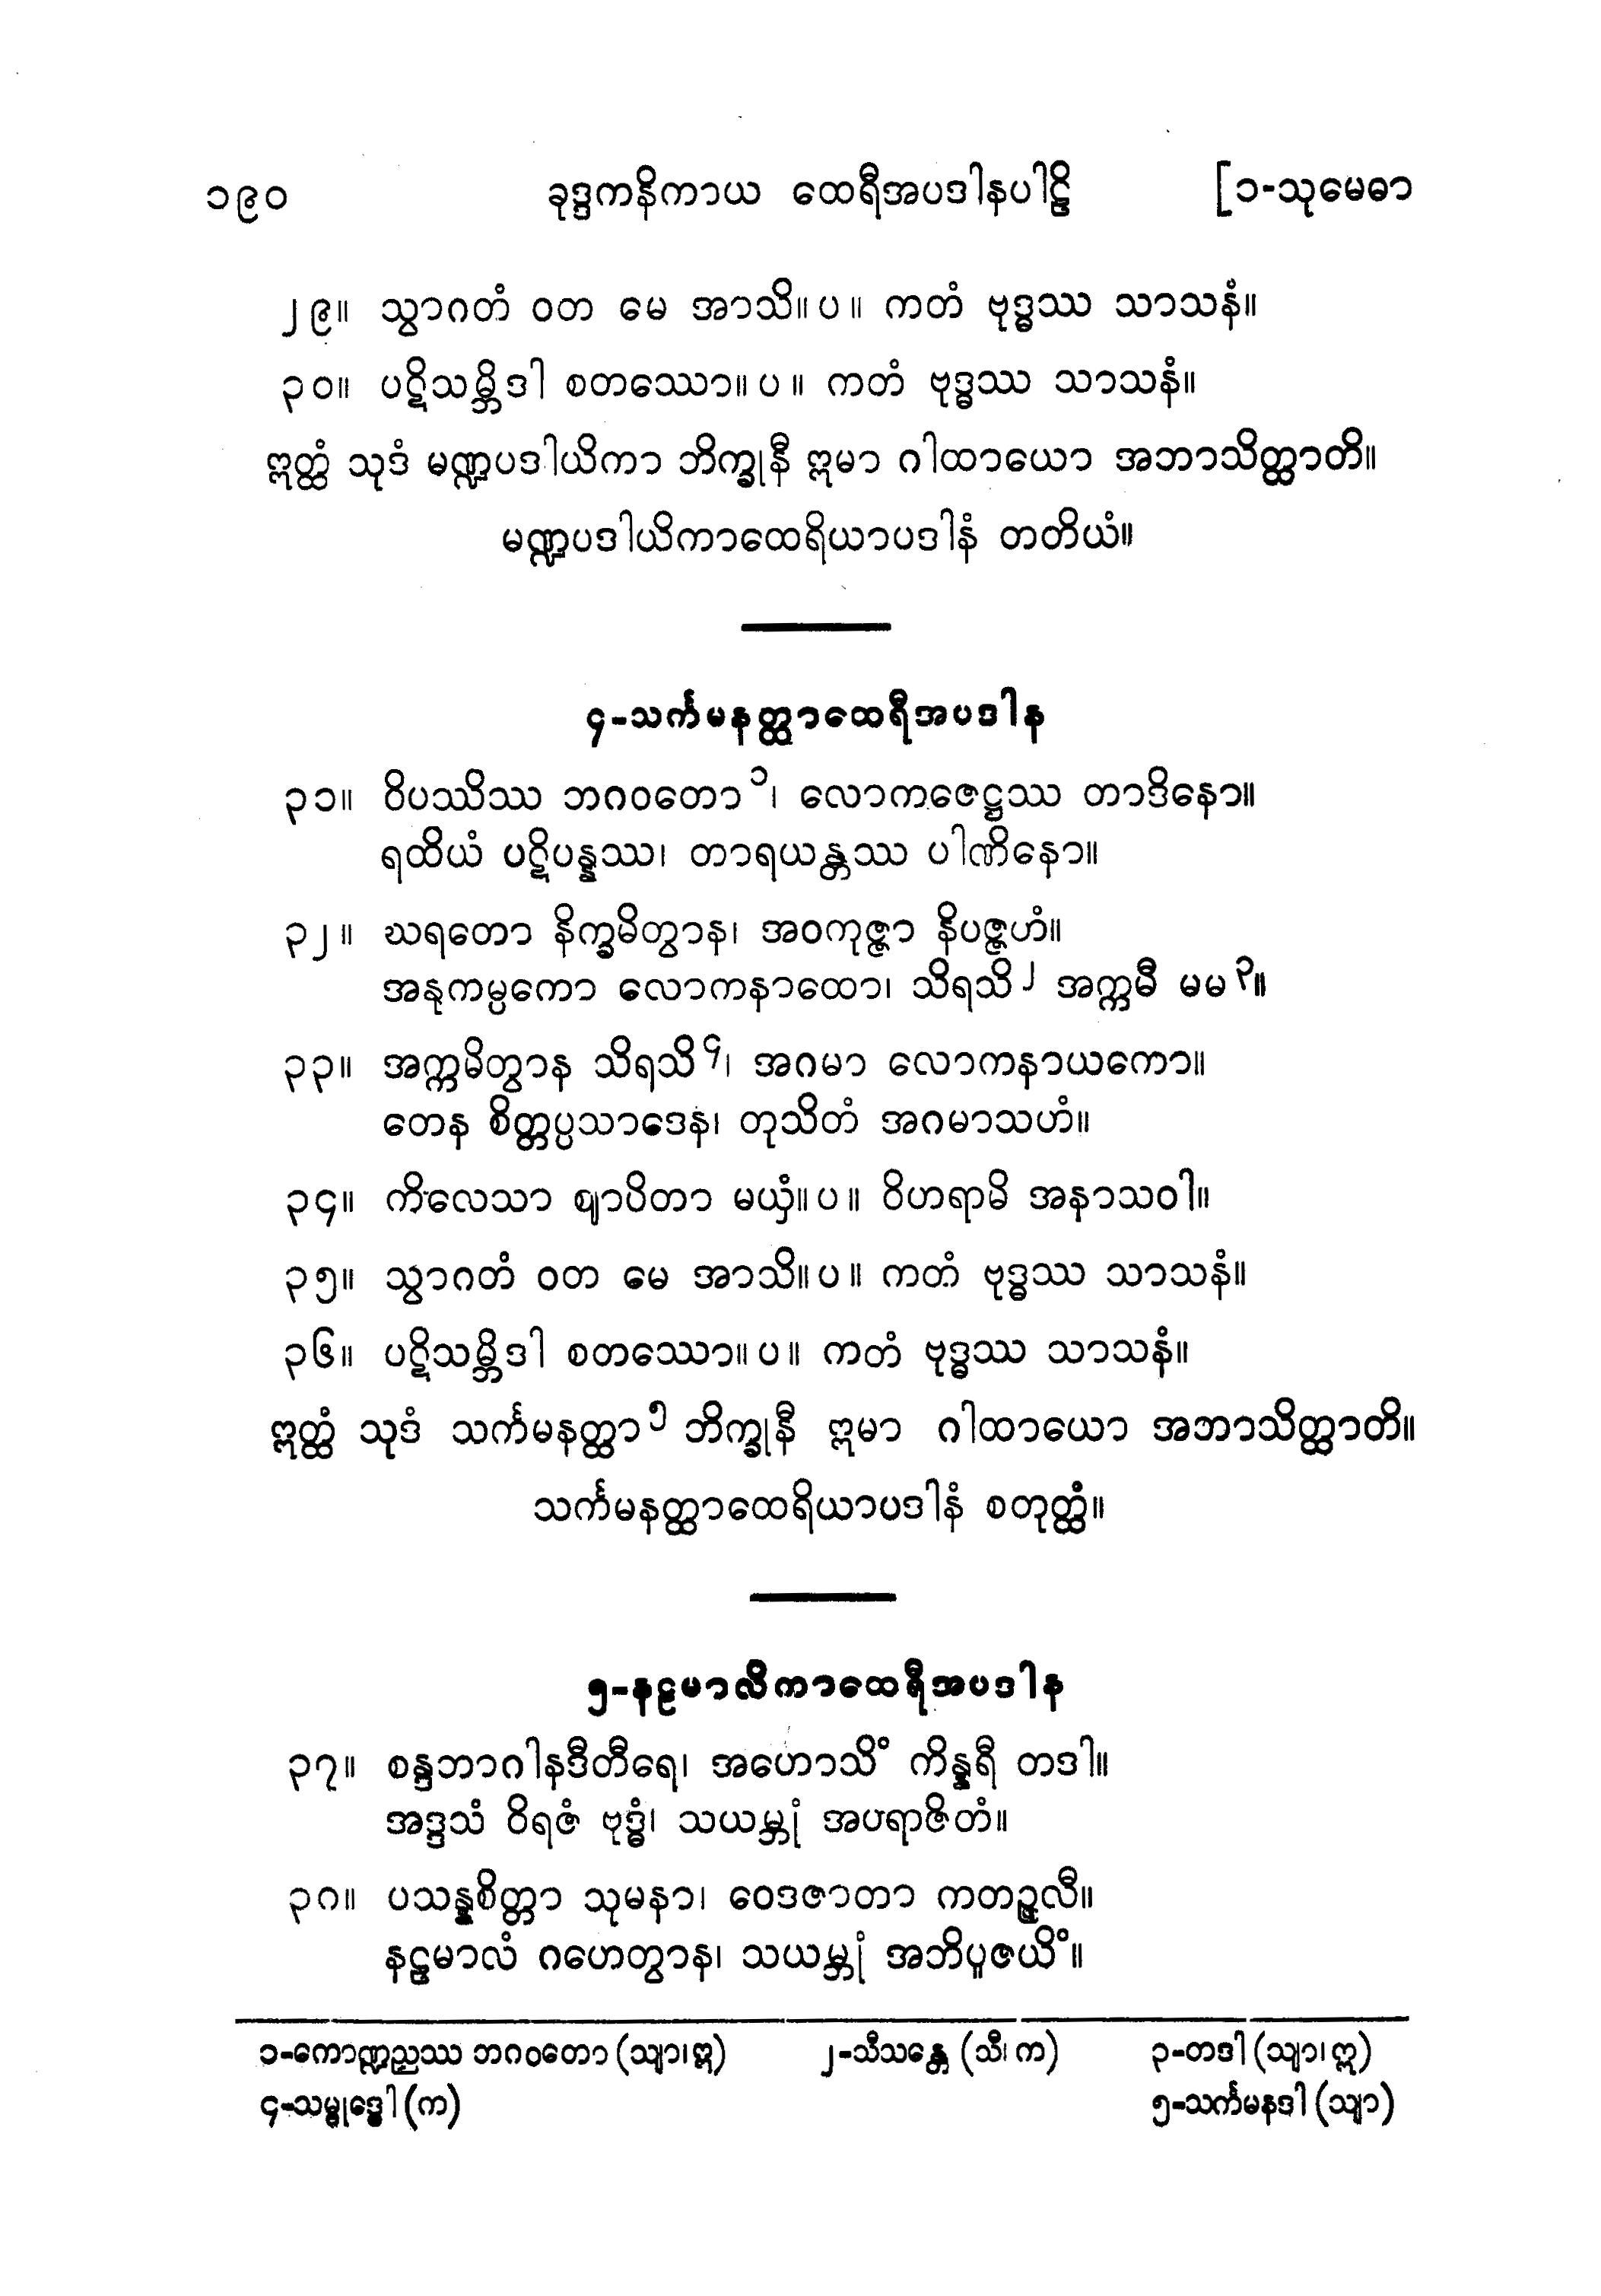 ၁၉၀ ခုဒ္ဒကနိကာယ ထေရီအပဒါနပါဠိ [၁-သုမေဓာ
၂၉။ သွာဂတံ ဝတ မေ အာသိ။ ပ ။ ကတံ ဗုဒ္ဓဿ သာသနံ။
၃၀။ ပဋိသမ္ဘိဒါ စတဿော။ ပ ။ ကတံ ဗုဒ္ဓဿ သာသနံ။
ဣတ္ထံ သုဒံ မဏ္ဍပဒါယိကာ ဘိက္ခုနီ ဣမာ ဂါထာယော အဘာသိတ္ထာတိ။
မဏ္ဍပဒါယိကာထေရိယာပဒါနံ တတိယံ။
၄-သင်္ကမနတ္ထာထေရီအပဒါန
၃၁။ ဝိပဿိဿ ဘဂဝတော၁၊ လောကဇေဋ္ဌဿ တာဒိနော။
ရထိယံ ပဋိပန္နဿ၊ တာရယန္တဿ ပါဏိနော။
၃၂။ ဃရတော နိက္ခမိတွာန၊ အဝကုဇ္ဇာ နိပဇ္ဇဟံ။
အနုကမ္ပကော လောကနာထော၊ သိရသိ၂ အက္ကမီ မမ၃။
၃၃။ အက္ကမိတွာန သိရသိ၄၊ အဂမာ လောကနာယကော။
တေန စိတ္တပ္ပသာဒေန၊ တုသိတံ အဂမာသဟံ။
၃၄။ ကိလေသာ ဈာပိတာ မယှံ။ ပ ။ ဝိဟရာမိ အနာသဝါ။
၃၅။ သွာဂတံ ဝတ မေ အာသိ။ ပ ။ ကတံ ဗုဒ္ဓဿ သာသနံ။
၃၆။ ပဋိသမ္ဘိဒါ စတဿော။ ပ ။ ကတံ ဗုဒ္ဓဿ သာသနံ။
ဣတ္ထံ သုဒံ သင်္ကမနတ္ထာ၅ ဘိက္ခုနီ ဣမာ ဂါထာယော အဘာသိတ္ထာတိ။
သင်္ကမနတ္ထာထေရိယာပဒါနံ စတုတ္ထံ။
၅-နဠမာလိကာထေရီအပဒါန
၃၇။ စန္ဒဘာဂါနဒီတီရေ၊ အဟောသိံ ကိန္နရီ တဒါ။
အဒ္ဒသံ ဝိရဇံ ဗုဒ္ဓံ၊ သယမ္ဘုံ အပရာဇိတံ။
၃၈။ ပသန္နစိတ္တာ သုမနာ၊ ဝေဒဇာတာ ကတဉ္ဇလီ။
နဠမာလံ ဂဟေတွာန၊ သယမ္ဘုံ အဘိပူဇယိံ။
၁-ကောဏ္ဍညဿ ဘဂဝတော (သျာ၊ ဣ) ၂-သီသန္တေ (သီ၊ က) ၃-တဒါ (သျာ၊ ဣ)
၄-သမ္ဗုဒ္ဓေါ (က) ၅-သင်္ကမနဒါ (သျာ)